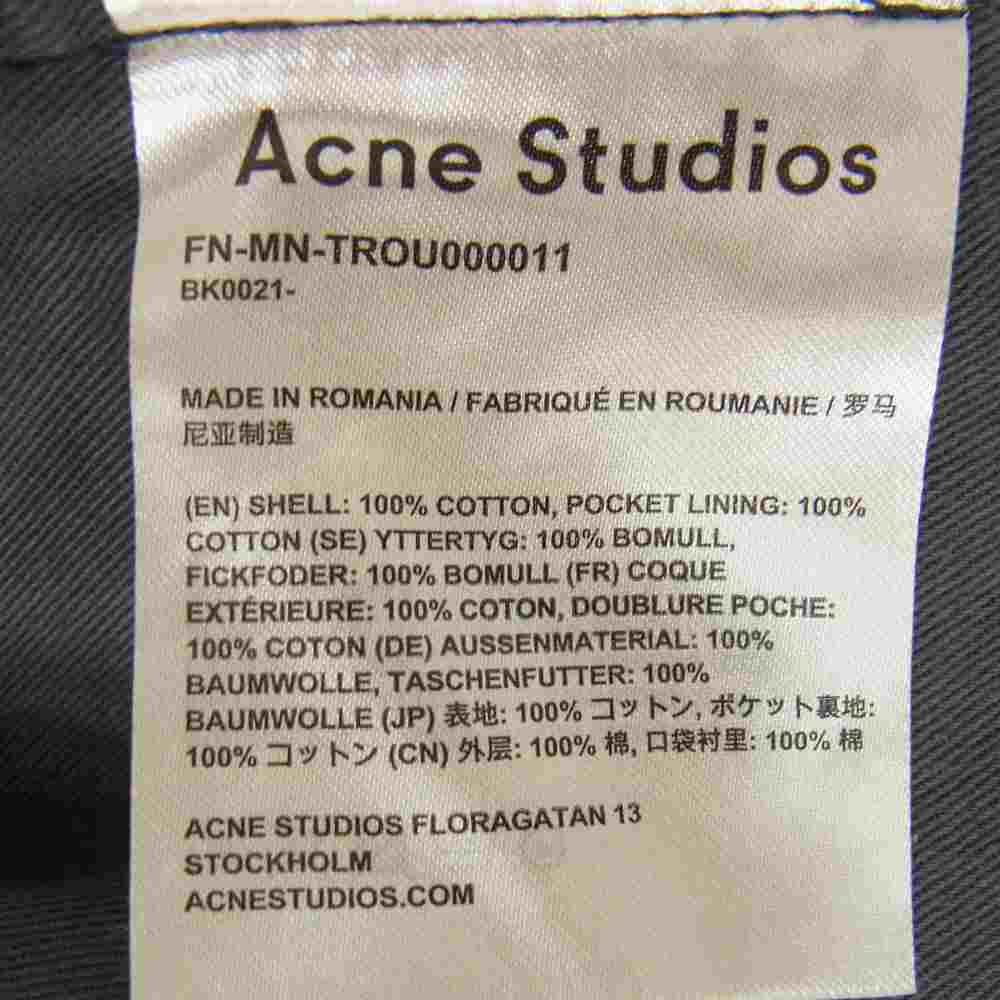 Acne Studios
FN-MN-TROU000011
BK0021-
MADE IN ROMANIA / FABRIQUÉ EN ROUMANIE / 罗马
尼亚制造
(EN) SHELL: 100% COTTON, POCKET LINING: 100%
COTTON (SE) YTTERTYG: 100% BOMULL,
FICKFODER: 100% BOMULL (FR) COQUE
EXTÉRIEURE: 100% COTON, DOUBLURE POCHE:
100% COTON (DE) AUSSENMATERIAL: 100%
BAUMWOLLE, TASCHENFUTTER: 100%
BAUMWOLLE (JP) 表地: 100% コットン, ポケット裏地:
100% コットン (CN) 外层: 100% 棉, 口袋衬里: 100% 棉
ACNE STUDIOS FLORAGATAN 13
STOCKHOLM
ACNESTUDIOS.COM